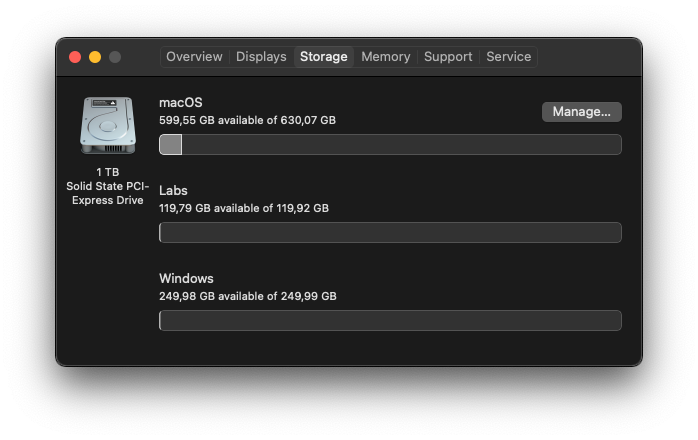 Overview Displays Storage Memory Support Service
macOS
599,55 GB available of 630,07 GB
Manage...
1 TB
Solid State PCI-
Express Drive
Labs
119,79 GB available of 119,92 GB
Windows
249,98 GB available of 249,99 GB